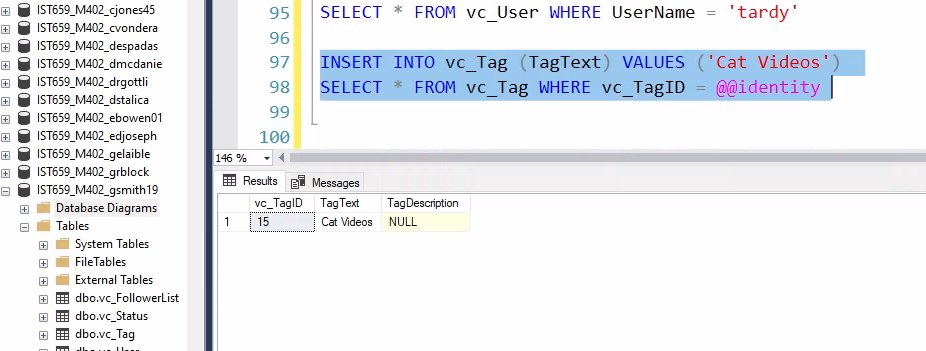 IST659_M402_cjones45
IST659_M402_cvondera
IST659_M402_despadas
IST659_M402_dmcdanie
IST659_M402_drgottli
IST659_M402_dstalica
IST659_M402_ebowen01
IST659_M402_edjoseph
IST659_M402_gelaible
IST659_M402_grblock
IST659_M402_gsmith19
Database Diagrams
Tables
System Tables
FileTables
External Tables
dbo.vc_FollowerList
dbo.vc_Status
dbo.vc_Tag
dbo.vc_User
95 SELECT * FROM vc_User WHERE UserName = 'tardy'
96
97 INSERT INTO vc_Tag (TagText) VALUES ('Cat Videos')
98 SELECT * FROM vc_Tag WHERE vc_TagID = @@identity
99
100
146 %
Results Messages
vc_TagID TagText TagDescription
1 15 Cat Videos NULL